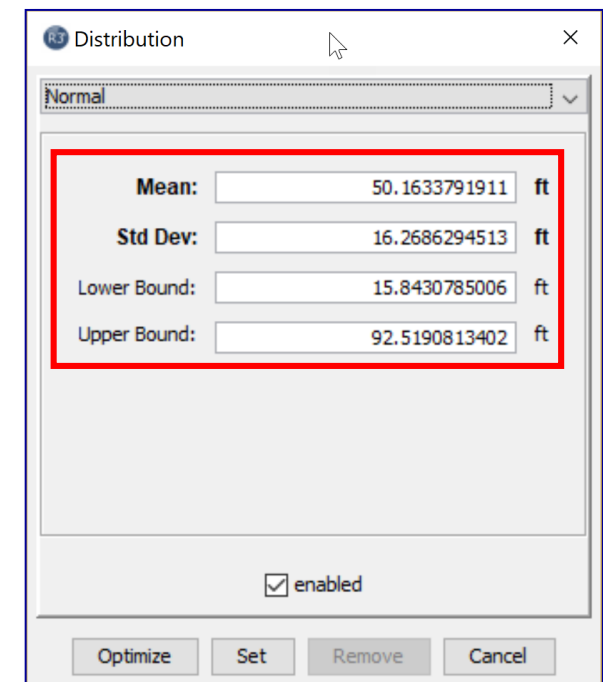 R3 Distribution
Normal
Mean: 50.1633791911 ft
Std Dev: 16.2686294513 ft
Lower Bound: 15.8430785006 ft
Upper Bound: 92.5190813402 ft
enabled
Optimize Set Remove Cancel